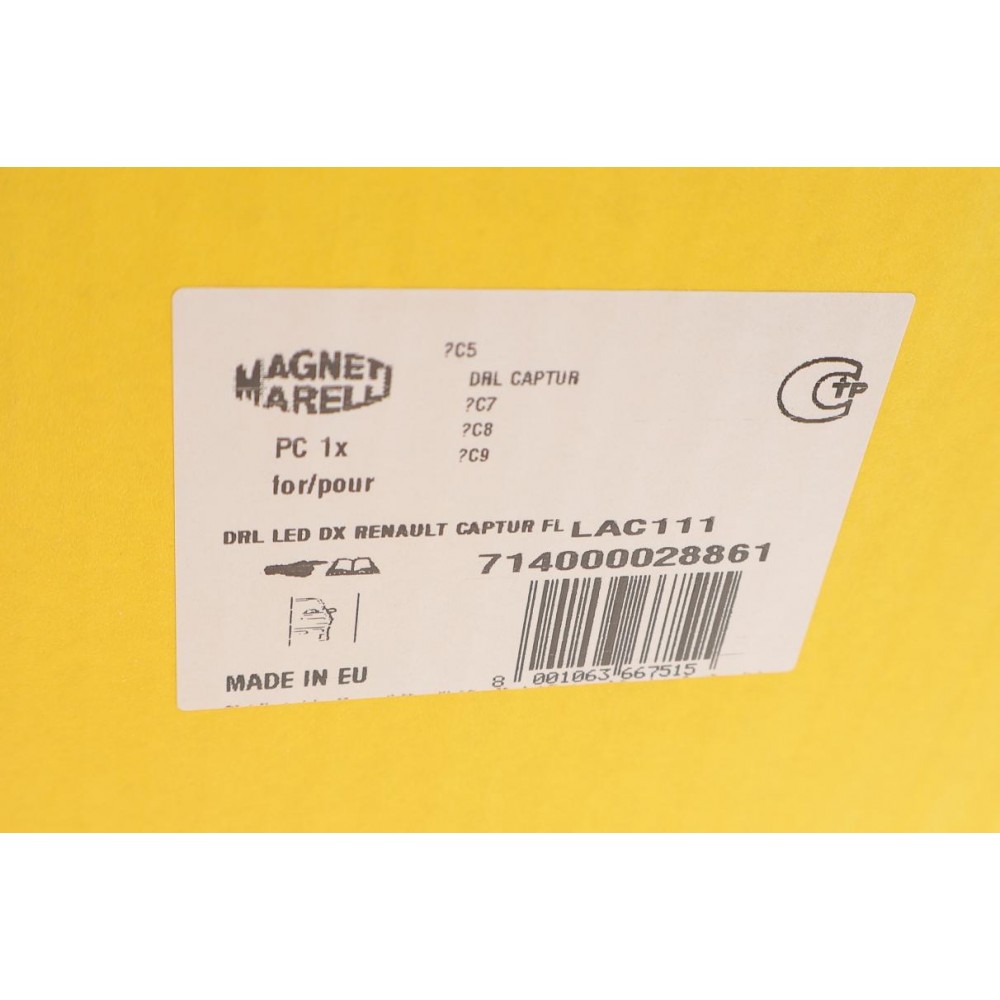 MAGNETI
MARELLI
?C5
DRL CAPTUR
?C7
?C8
?C9
CTP
PC 1x
for/pour
DRL LED DX RENAULT CAPTUR FL LAC111
714000028861
MADE IN EU
8 001063 667515